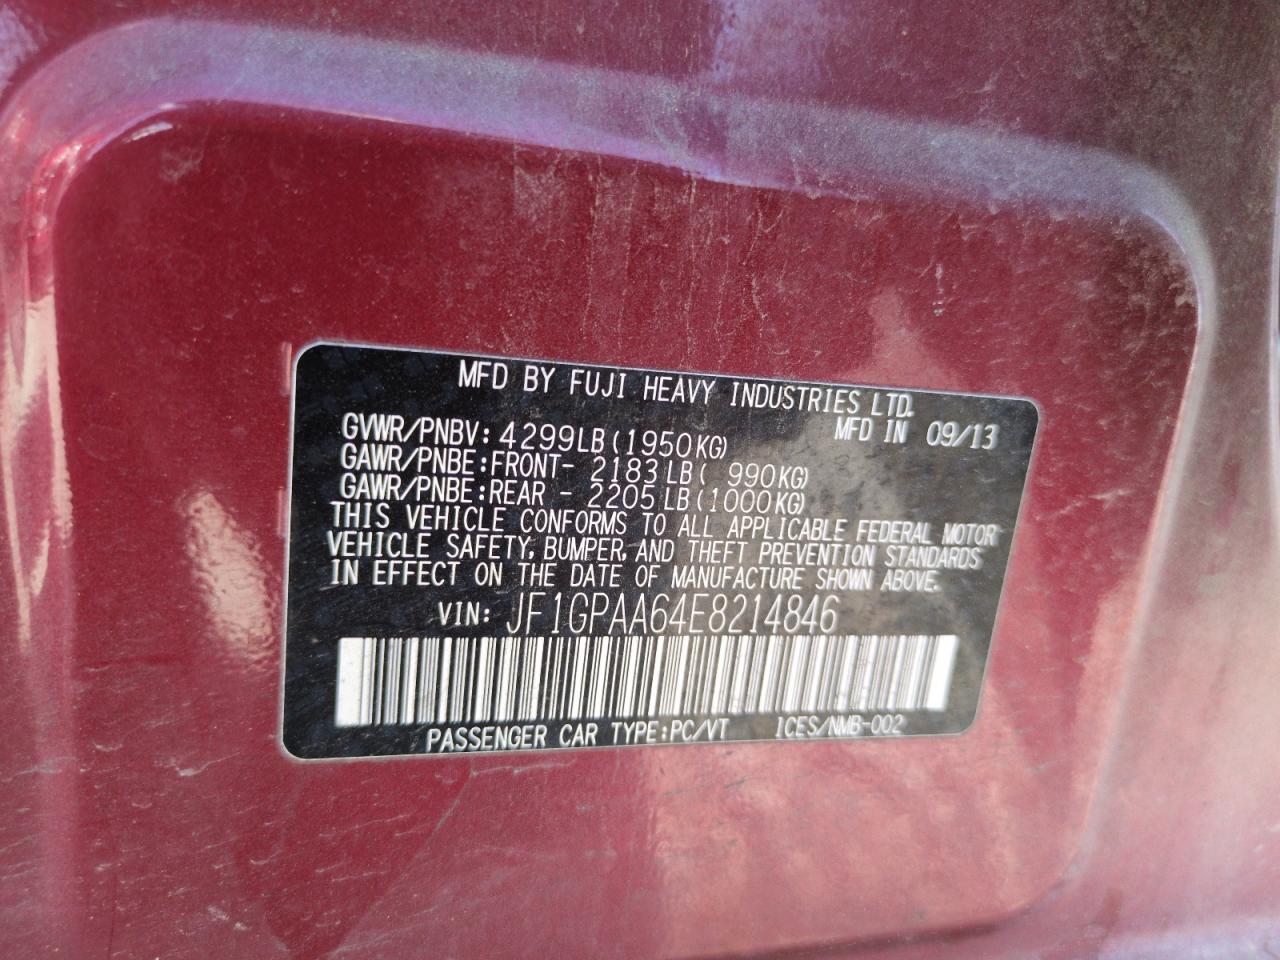 MFD BY FUJI HEAVY INDUSTRIES LTD.
GVWR/PNBV: 4299LB (1950KG) MFD IN 09/13
GAWR/PNBE:FRONT- 2183 LB ( 990KG)
GAWR/PNBE:REAR - 2205 LB (1000KG)
THIS VEHICLE CONFORMS TO ALL APPLICABLE FEDERAL MOTOR
VEHICLE SAFETY, BUMPER, AND THEFT PREVENTION STANDARDS
IN EFFECT ON THE DATE OF MANUFACTURE SHOWN ABOVE.
VIN: JF1GPAA64E8214846
PASSENGER CAR TYPE:PC/VT ICES/NMB-002